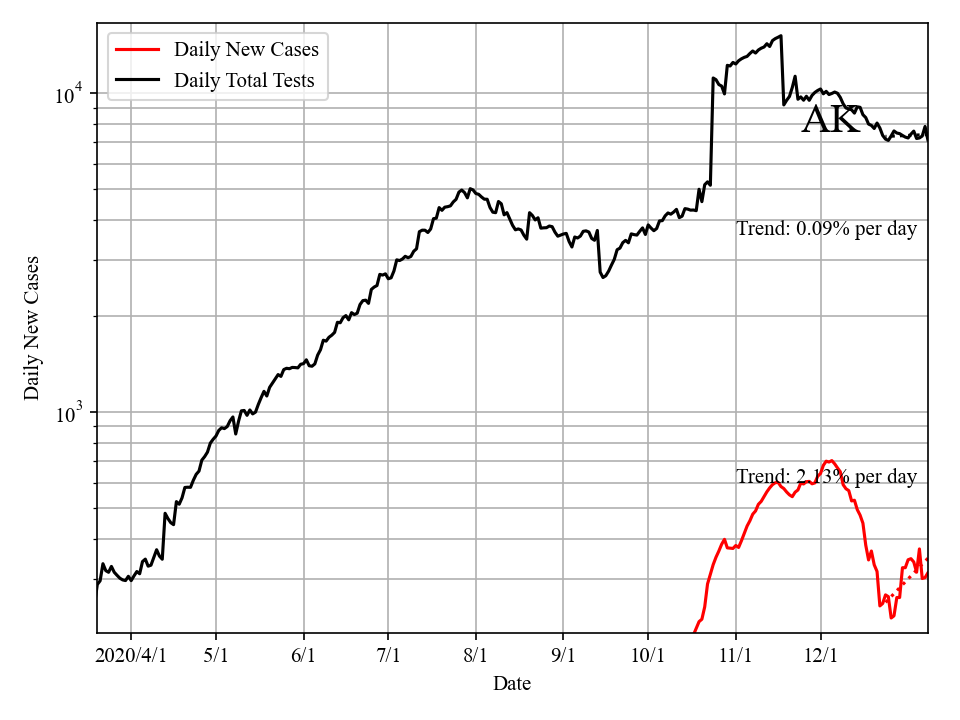 Daily New Cases
Daily Total Tests
10^4
AK
Trend: 0.09% per day
Daily New Cases
10^3
Trend: 2.13% per day
2020/4/1 5/1 6/1 7/1 8/1 9/1 10/1 11/1 12/1
Date